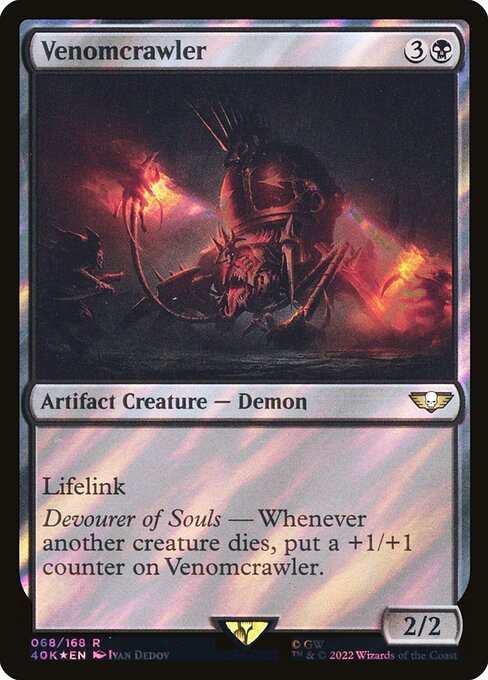 Venomcrawler 3
Artifact Creature — Demon
Lifelink
Devourer of Souls — Whenever
another creature dies, put a +1/+1
counter on Venomcrawler.
2/2
068/168 R
40K★EN Ivan Dedov
© GW
™ & © 2022 Wizards of the Coast